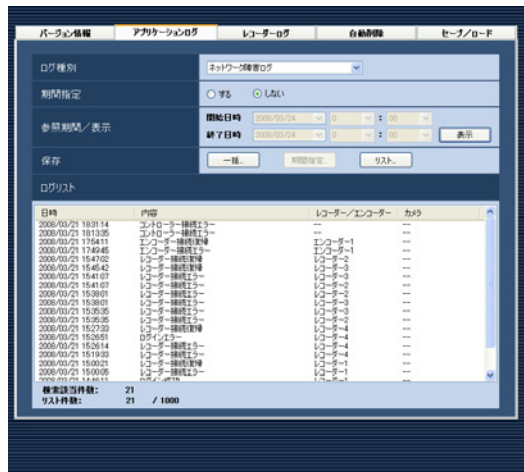 バージョン情報 アプリケーションログ レコーダーログ 自動削除 セーブ/ロード
ログ種別 ネットワーク障害ログ
期間指定 する しない
参照期間/表示 開始日時 2008/03/24 0 : 00
終了日時 2008/03/24 0 : 00 表示
保存 一括... 期間指定... リスト...
ログリスト
日時 内容 レコーダー/エンコーダー カメラ
2008/03/21 18:31:14 コントローラー接続エラー --- ---
2008/03/21 18:13:35 コントローラー接続エラー --- ---
2008/03/21 17:54:11 エンコーダー接続復帰 エンコーダー1 ---
2008/03/21 17:49:45 エンコーダー接続エラー エンコーダー1 ---
2008/03/21 15:47:02 レコーダー接続復帰 レコーダー2 ---
2008/03/21 15:45:42 レコーダー接続復帰 レコーダー3 ---
2008/03/21 15:41:07 レコーダー接続エラー レコーダー3 ---
2008/03/21 15:41:07 レコーダー接続エラー レコーダー2 ---
2008/03/21 15:38:01 レコーダー接続エラー レコーダー2 ---
2008/03/21 15:38:01 レコーダー接続エラー レコーダー3 ---
2008/03/21 15:35:35 レコーダー接続エラー レコーダー3 ---
2008/03/21 15:35:35 レコーダー接続エラー レコーダー2 ---
2008/03/21 15:27:33 レコーダー接続復帰 レコーダー4 ---
2008/03/21 15:26:51 ログインエラー レコーダー4 ---
2008/03/21 15:26:14 レコーダー接続エラー レコーダー4 ---
2008/03/21 15:19:33 レコーダー接続エラー レコーダー4 ---
2008/03/21 15:00:21 レコーダー接続復帰 レコーダー1 ---
2008/03/21 15:00:05 レコーダー接続エラー レコーダー1 ---
検索該当件数: 21
リスト件数: 21 / 1000